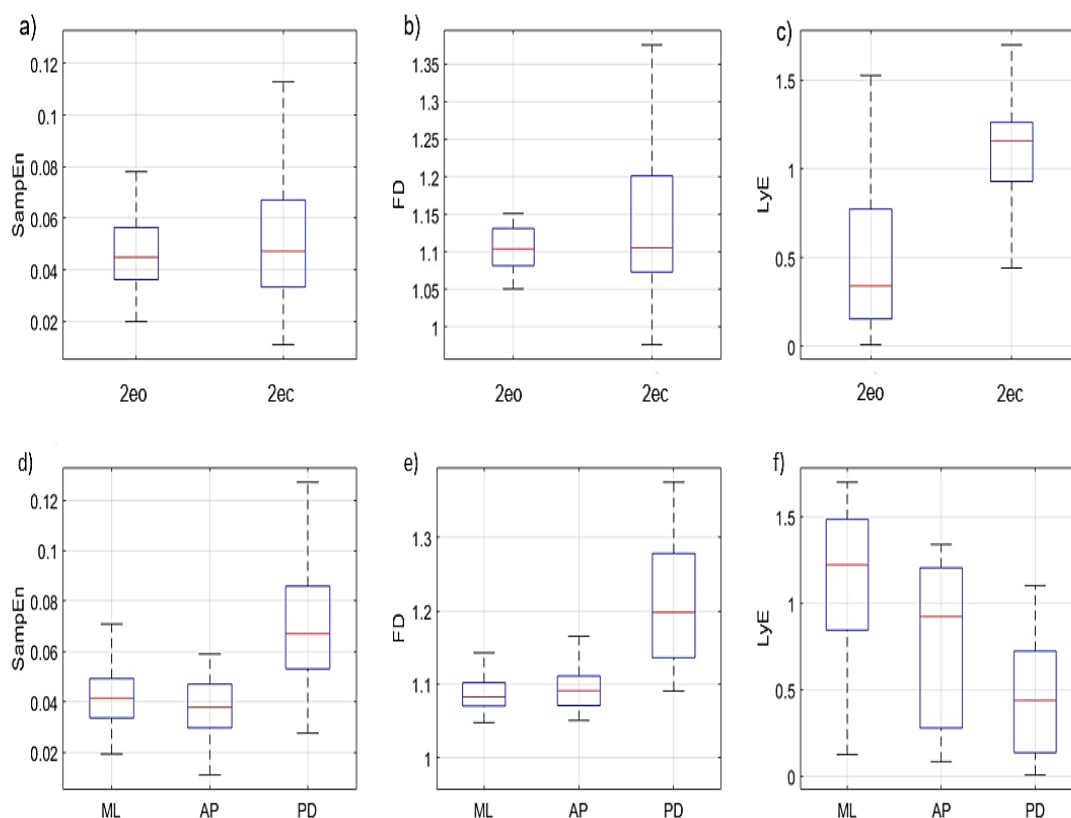 a)
0.12
0.1
0.08
0.06
0.04
0.02
SampEn
2eo 2ec
b)
1.35
1.3
1.25
1.2
1.15
1.1
1.05
1
FD
2eo 2ec
c)
1.5
1
0.5
0
LyE
2eo 2ec
d)
0.12
0.1
0.08
0.06
0.04
0.02
SampEn
ML AP PD
e)
1.3
1.2
1.1
1
FD
ML AP PD
f)
1.5
1
0.5
0
LyE
ML AP PD